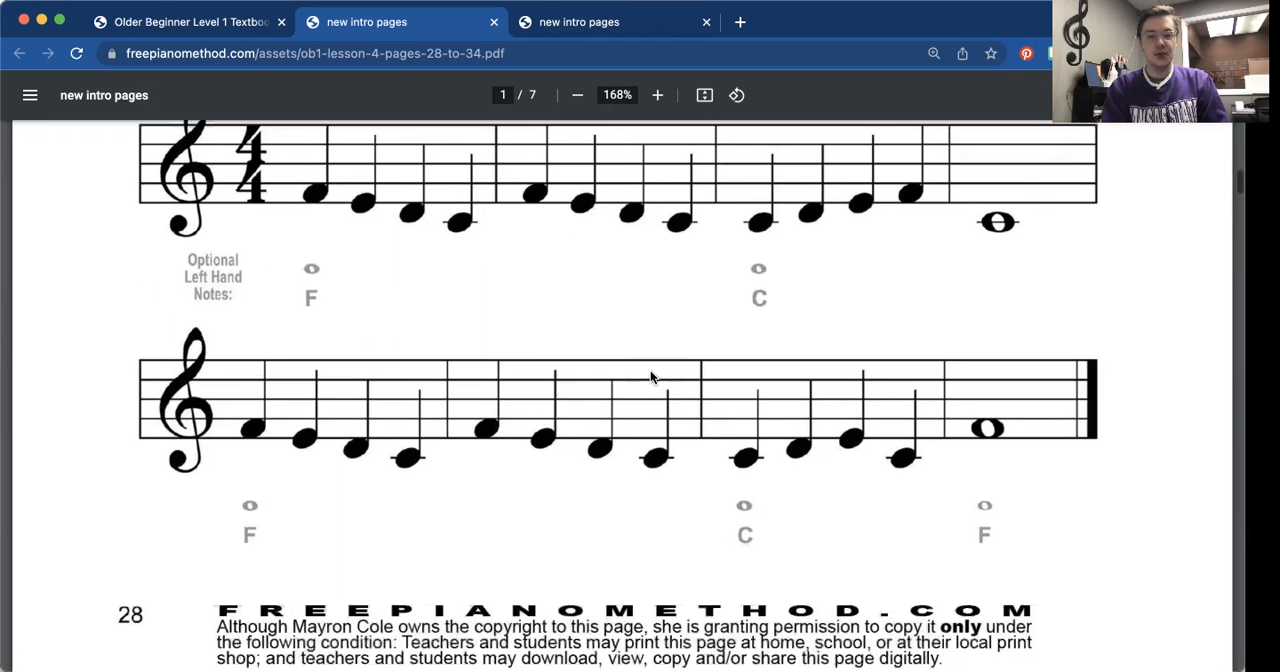 Older Beginner Level 1 Textboo
new intro pages
new intro pages
freepianomethod.com/assets/ob1-lesson-4-pages-28-to-34.pdf
new intro pages
1 / 7
168%
4
4
Optional
Left Hand
Notes:
F
C
F
C
F
28
FREEPIANOMETHOD.COM
Although Mayron Cole owns the copyright to this page, she is granting permission to copy it only under
the following condition: Teachers and students may print this page at home, school, or at their local print
shop; and teachers and students may download, view, copy and/or share this page digitally.